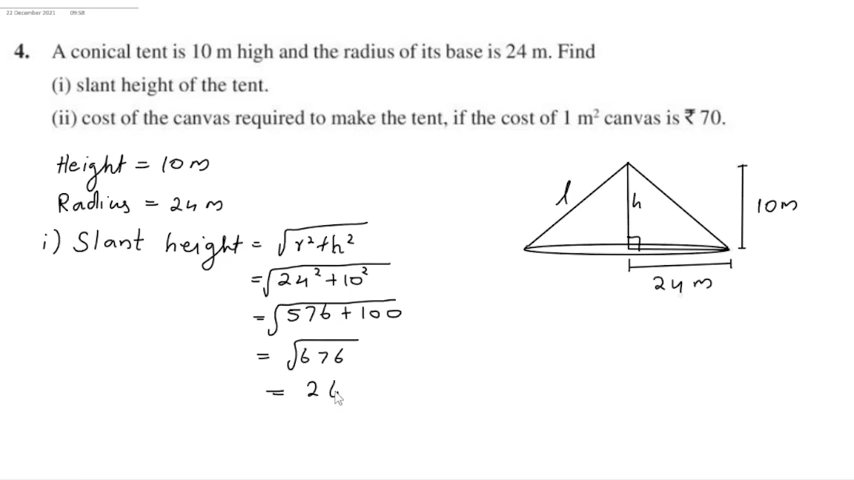 22 December 2021 09:58
4. A conical tent is 10 m high and the radius of its base is 24 m. Find
(i) slant height of the tent.
(ii) cost of the canvas required to make the tent, if the cost of 1 m² canvas is ₹ 70.
Height = 10 m
Radius = 24 m
i) Slant height = √r²+h²
= √24²+10²
= √576 + 100
= √676
= 26
l
h
10m
24 m